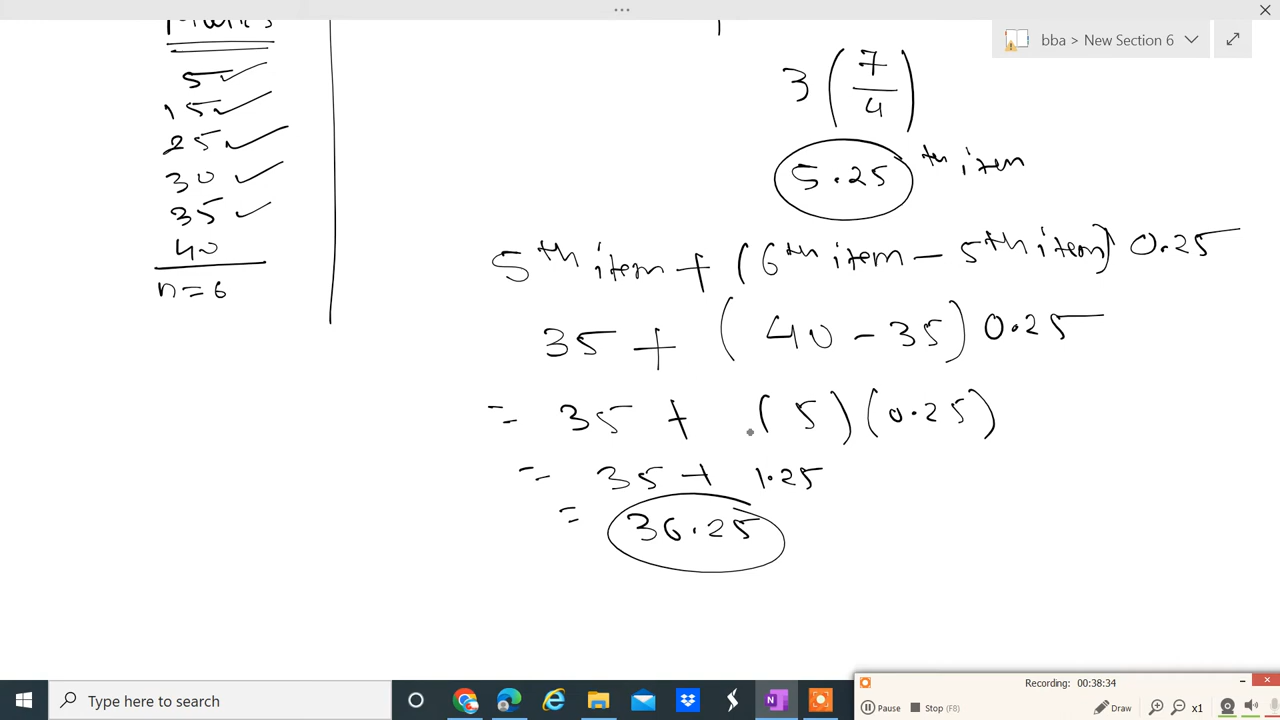 bba > New Section 6
Marks
5
15
25
30
35
40
n = 6
3 (7/4)
5.25 th item
5th item + (6th item - 5th item) 0.25
35 + (40 - 35) 0.25
= 35 + (5)(0.25)
= 35 + 1.25
= 36.25
Type here to search
Recording: 00:38:34
Pause Stop (F8) Draw x1